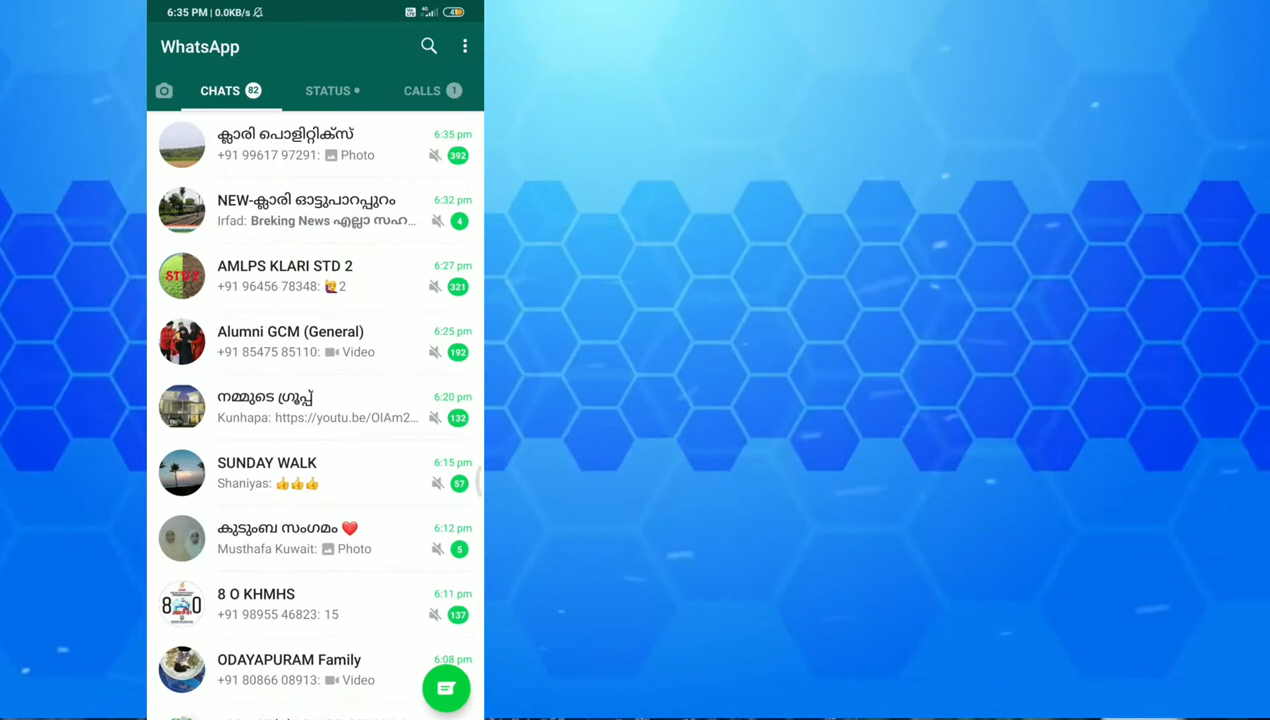 6:35 PM | 0.0KB/s
4G
WhatsApp
CHATS 82 STATUS CALLS 1
ക്ലാരി പൊളിറ്റിക്സ് 6:35 pm
+91 99617 97291: Photo 392
NEW-ക്ലാരി ഓട്ടുപാറപ്പുറം 6:32 pm
Irfad: Breking News എല്ലാ സഹ... 4
AMLPS KLARI STD 2 6:27 pm
+91 96456 78348: 🙋2 321
Alumni GCM (General) 6:25 pm
+91 85475 85110: Video 192
നമ്മുടെ ഗ്രൂപ്പ് 6:20 pm
Kunhapa: https://youtu.be/OIAm2... 132
SUNDAY WALK 6:15 pm
Shaniyas: 👍👍👍 57
കുടുംബ സംഗമം ❤️ 6:12 pm
Musthafa Kuwait: Photo 5
8 O KHMHS 6:11 pm
+91 98955 46823: 15 137
ODAYAPURAM Family 6:08 pm
+91 80866 08913: Video